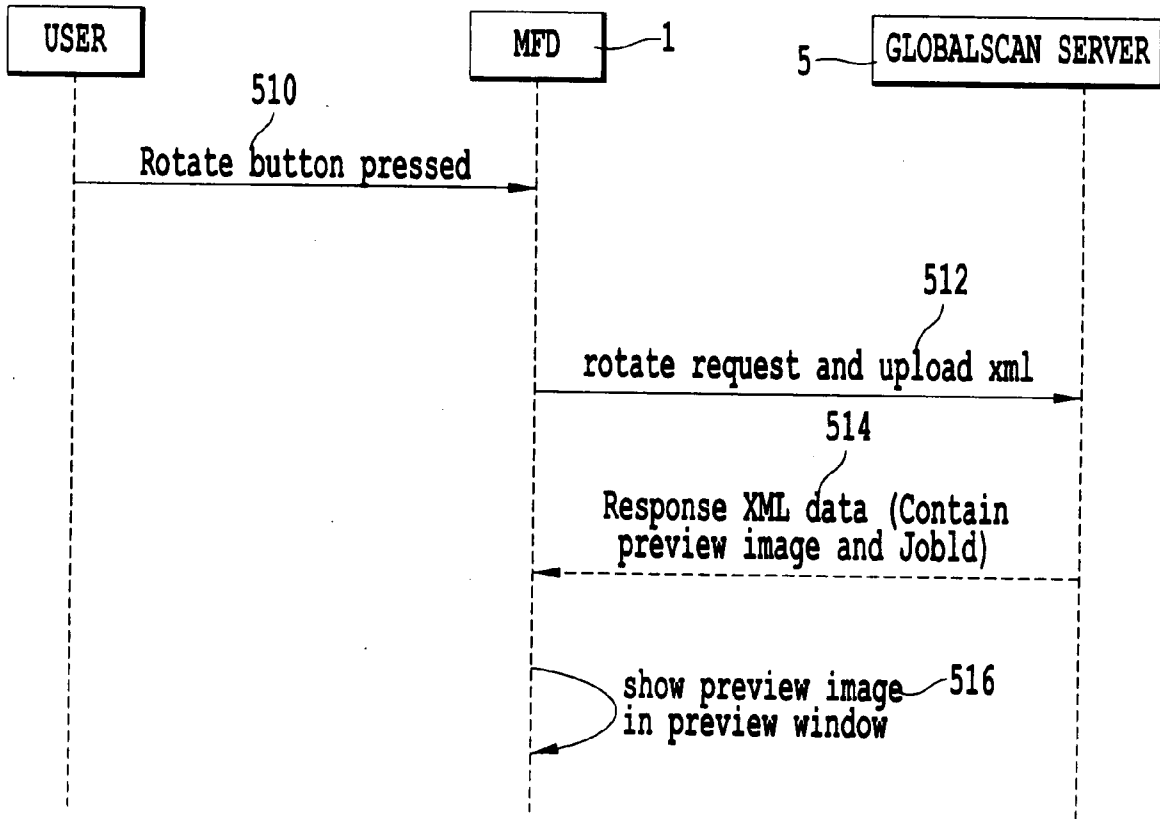 USER
MFD
1
5
GLOBALSCAN SERVER
510
Rotate button pressed
512
rotate request and upload xml
514
Response XML data (Contain
preview image and JobId)
show preview image
516
in preview window